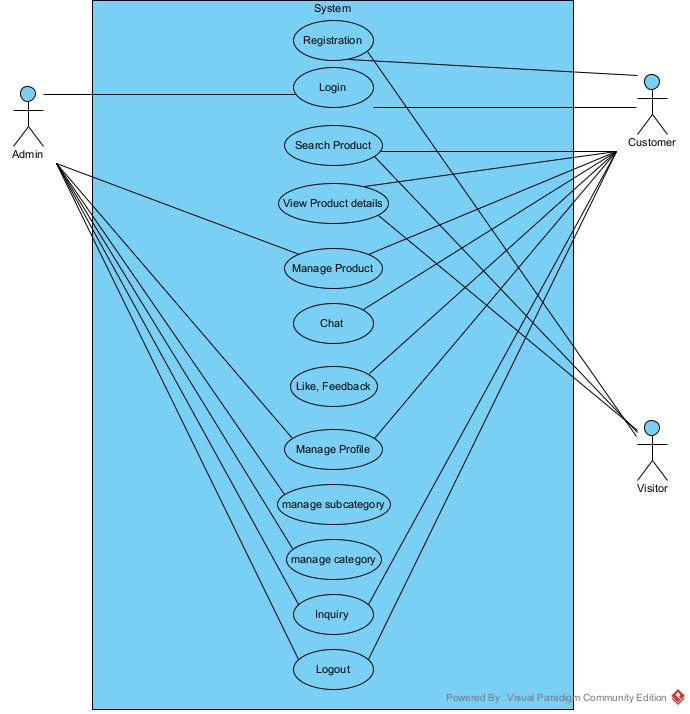 System
Registration
Login
Admin
Customer
Search Product
View Product details
Manage Product
Chat
Like, Feedback
Manage Profile
Visitor
manage subcategory
manage category
Inquiry
Logout
Powered By Visual Paradigm Community Edition